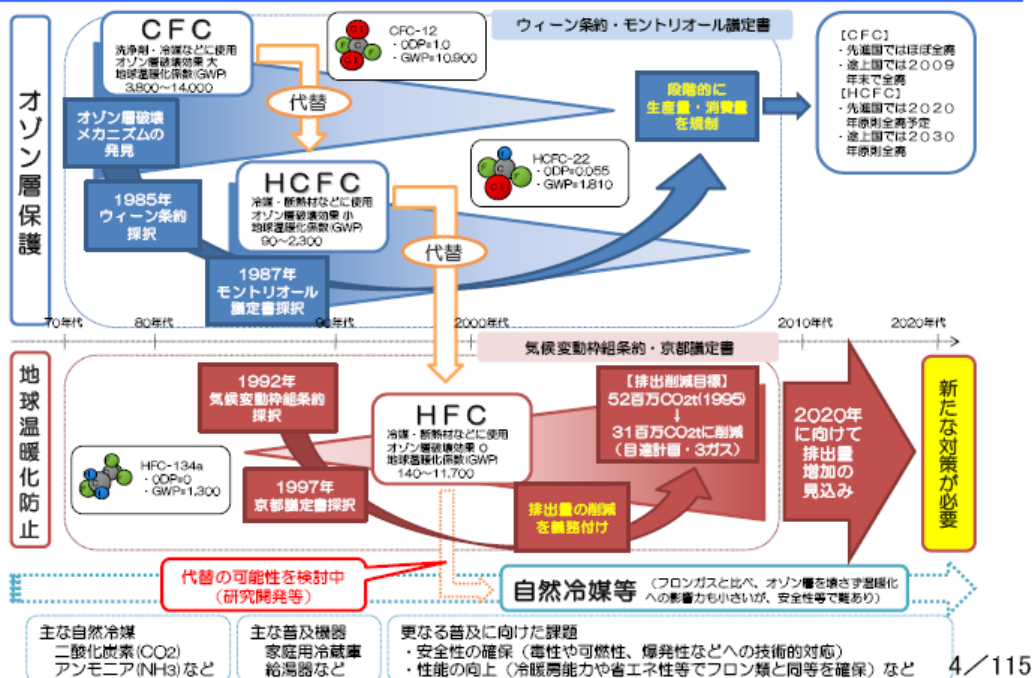 オゾン層保護
CFC
洗浄剤・冷媒などに使用
オゾン層破壊効果 大
地球温暖化係数(GWP)
3,800～14,000
代替
CFC-12
・ODP=1.0
・GWP=10,900
ウィーン条約・モントリオール議定書
段階的に
生産量・消費量
を規制
【CFC】
・先進国ではほぼ全廃
・途上国では2009
年末で全廃
【HCFC】
・先進国では2020
年原則全廃予定
・途上国では2030
年原則全廃
オゾン層破壊
メカニズムの
発見
1985年
ウィーン条約
採択
1987年
モントリオール
議定書採択
HCFC
冷媒・断熱材などに使用
オゾン層破壊効果 小
地球温暖化係数(GWP)
90～2,300
代替
HCFC-22
・ODP=0.055
・GWP=1,810
70年代
80年代
90年代
2000年代
2010年代
2020年代
地球温暖化防止
気候変動枠組条約・京都議定書
1992年
気候変動枠組条約
採択
1997年
京都議定書採択
HFC-134a
・ODP=0
・GWP=1,300
HFC
冷媒・断熱材などに使用
オゾン層破壊効果 0
地球温暖化係数(GWP)
140～11,700
【排出削減目標】
52百万CO2t(1995)
↓
31百万CO2tに削減
(目達計画・3ガス)
排出量の削減
を義務付け
2020年
に向けて
排出量
増加の
見込み
新たな対策が必要
代替の可能性を検討中
(研究開発等)
自然冷媒等
(フロンガスと比べ、オゾン層を壊さず温暖化
への影響力も小さいが、安全性等で難あり)
主な自然冷媒
二酸化炭素(CO2)
アンモニア(NH3)など
主な普及機器
家庭用冷蔵庫
給湯器など
更なる普及に向けた課題
・安全性の確保（毒性や可燃性、爆発性などへの技術的対応）
・性能の向上（冷暖房能力や省エネ性等でフロン類と同等を確保）など
4／115